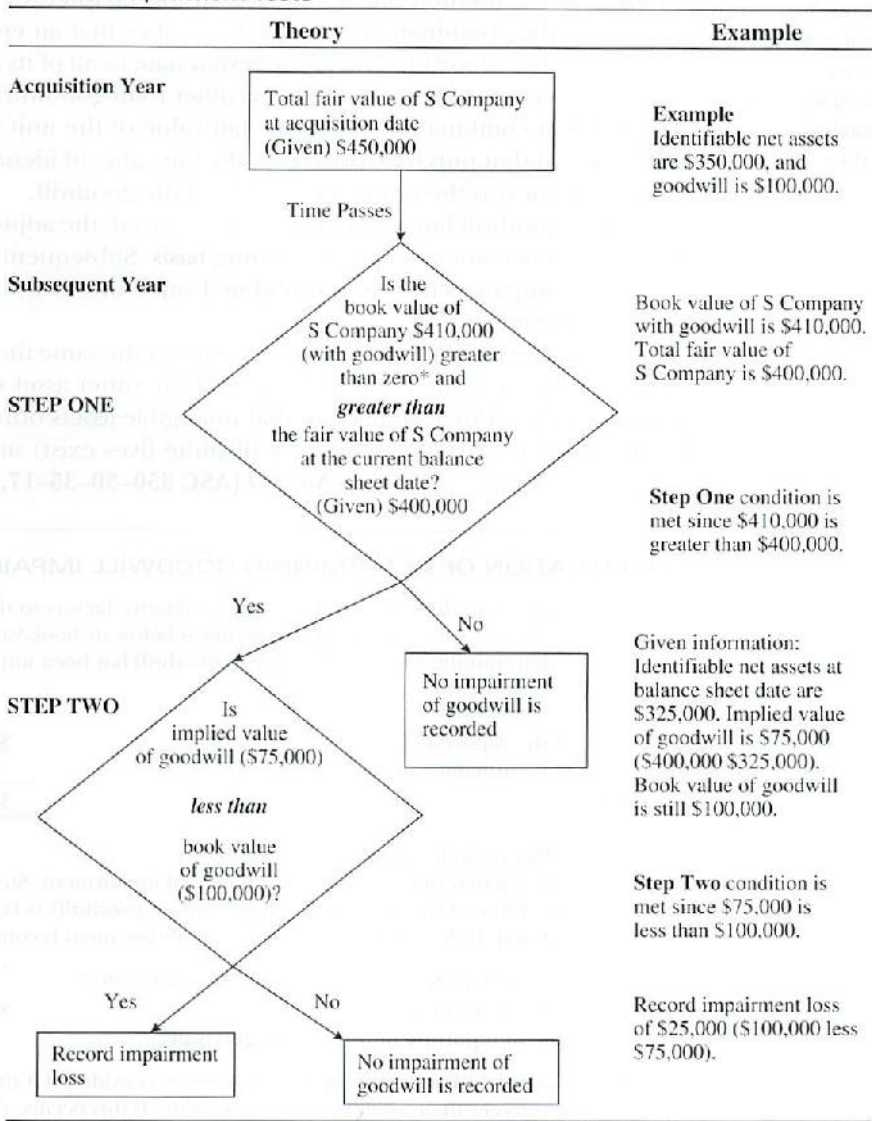 Theory
Example
Acquisition Year
Total fair value of S Company
at acquisition date
(Given) $450,000
Example
Identifiable net assets
are $350,000, and
goodwill is $100,000.
Time Passes
Subsequent Year
Is the
book value of
S Company $410,000
(with goodwill) greater
than zero* and
greater than
the fair value of S Company
at the current balance
sheet date?
(Given) $400,000
Book value of S Company
with goodwill is $410,000.
Total fair value of
S Company is $400,000.
STEP ONE
Step One condition is
met since $410,000 is
greater than $400,000.
Yes
No
No impairment
of goodwill is
recorded
Given information:
Identifiable net assets at
balance sheet date are
$325,000. Implied value
of goodwill is $75,000
($400,000 $325,000).
Book value of goodwill
is still $100,000.
STEP TWO
Is
implied value
of goodwill ($75,000)
less than
book value
of goodwill
($100,000)?
Step Two condition is
met since $75,000 is
less than $100,000.
Yes
No
Record impairment
loss
No impairment of
goodwill is recorded
Record impairment loss
of $25,000 ($100,000 less
$75,000).